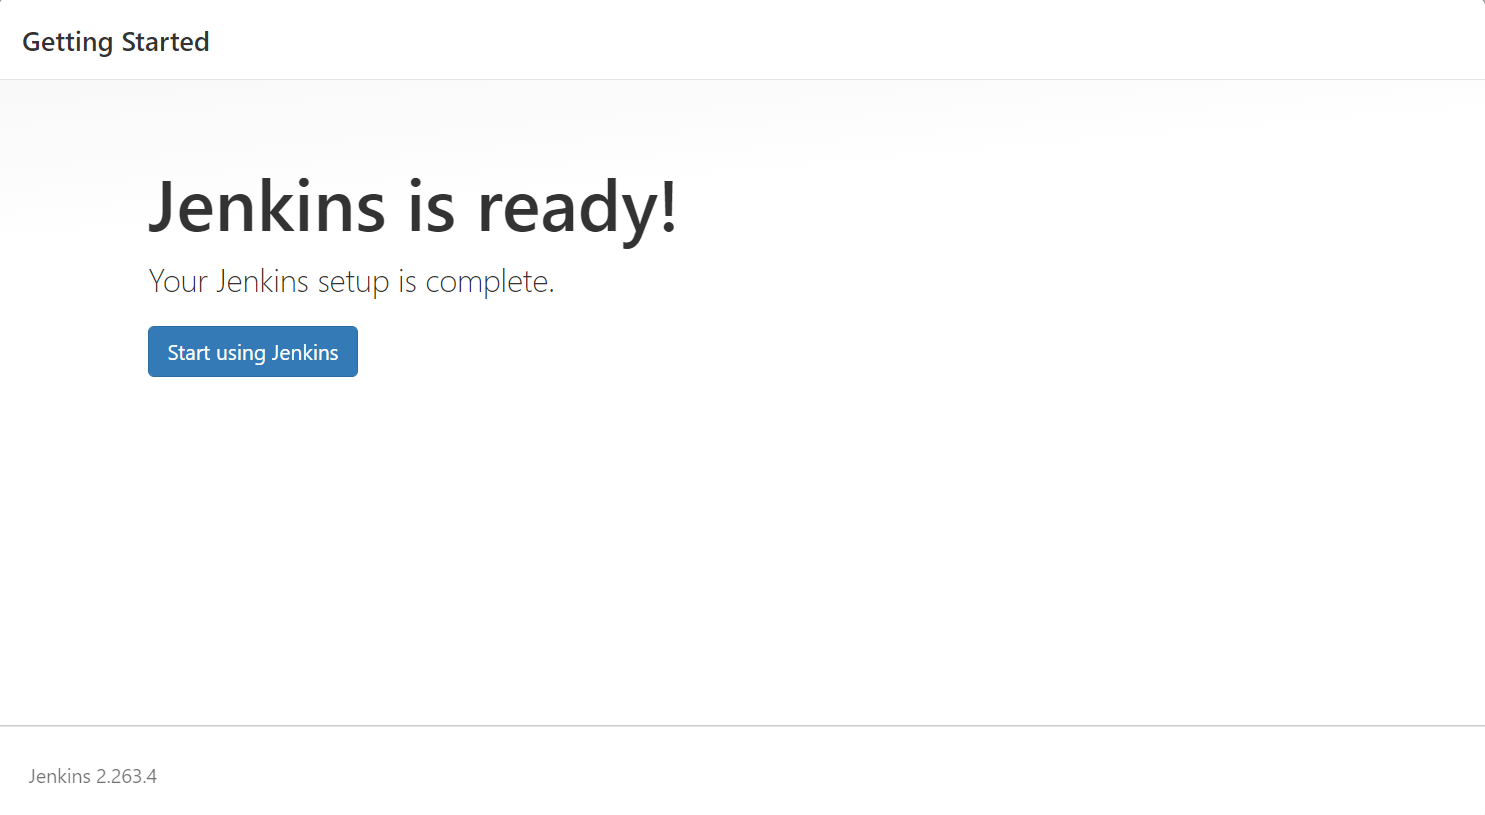 Getting Started
Jenkins is ready!
Your Jenkins setup is complete.
Start using Jenkins
Jenkins 2.263.4